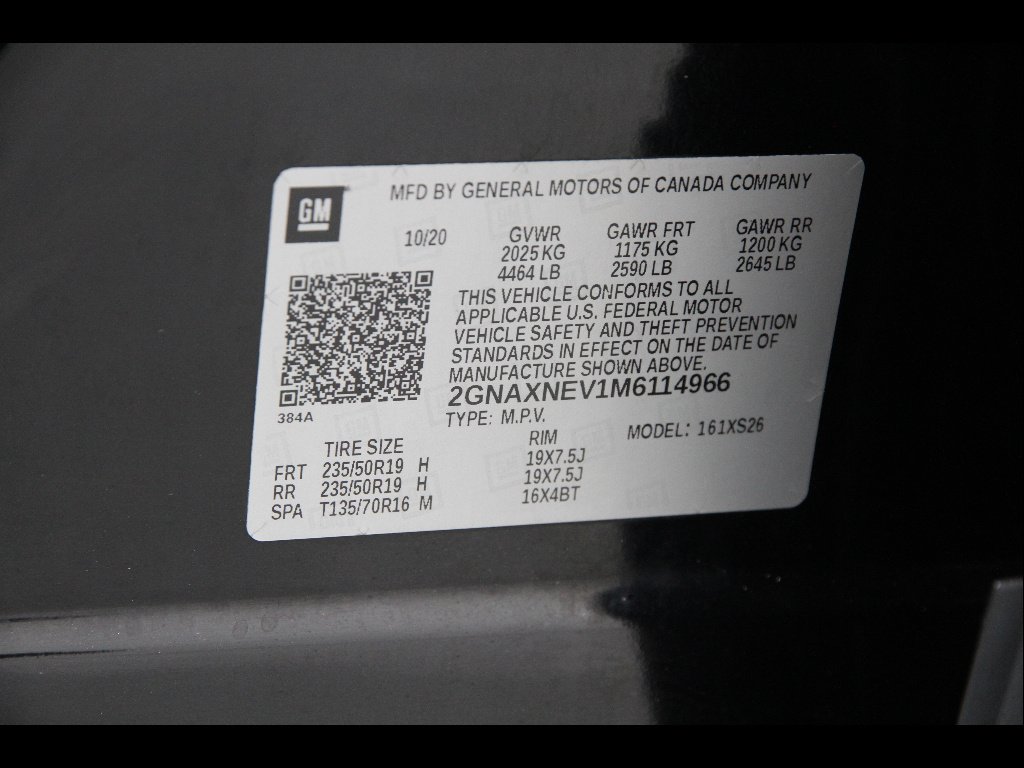 GM
MFD BY GENERAL MOTORS OF CANADA COMPANY
10/20 GVWR GAWR FRT GAWR RR
2025 KG 1175 KG 1200 KG
4464 LB 2590 LB 2645 LB
THIS VEHICLE CONFORMS TO ALL
APPLICABLE U.S. FEDERAL MOTOR
VEHICLE SAFETY AND THEFT PREVENTION
STANDARDS IN EFFECT ON THE DATE OF
MANUFACTURE SHOWN ABOVE.
2GNAXNEV1M6114966
384A
TYPE: M.P.V. MODEL: 161XS26
TIRE SIZE RIM
FRT 235/50R19 H 19X7.5J
RR 235/50R19 H 19X7.5J
SPA T135/70R16 M 16X4BT